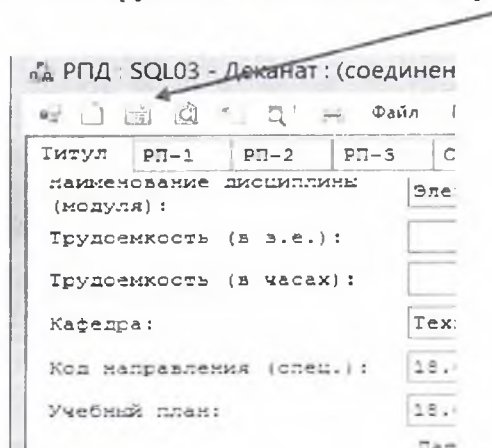 РПД : SQL03 - Деканат : (соединен
Файл
Титул РП-1 РП-2 РП-3 С
наименование дисциплины
(модуля): Эле
Трудоемкость (в з.е.):
Трудоемкость (в часах):
Кафедра: Тех
Код направления (спец.): 18.
Учебный план: 18.